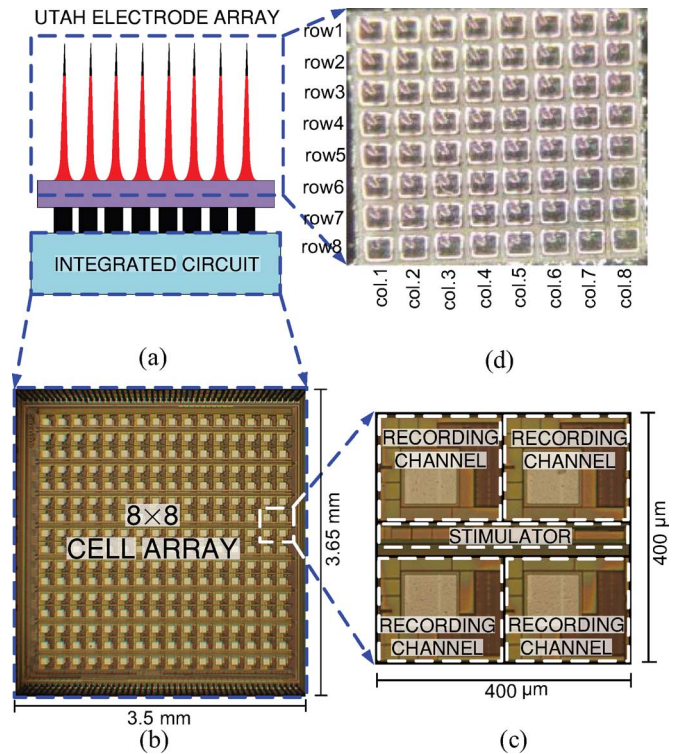 UTAH ELECTRODE ARRAY
INTEGRATED CIRCUIT
(a)
row1
row2
row3
row4
row5
row6
row7
row8
col.1
col.2
col.3
col.4
col.5
col.6
col.7
col.8
(d)
8×8
CELL ARRAY
3.65 mm
3.5 mm
(b)
RECORDING
CHANNEL
RECORDING
CHANNEL
STIMULATOR
RECORDING
CHANNEL
RECORDING
CHANNEL
400 µm
400 µm
(c)